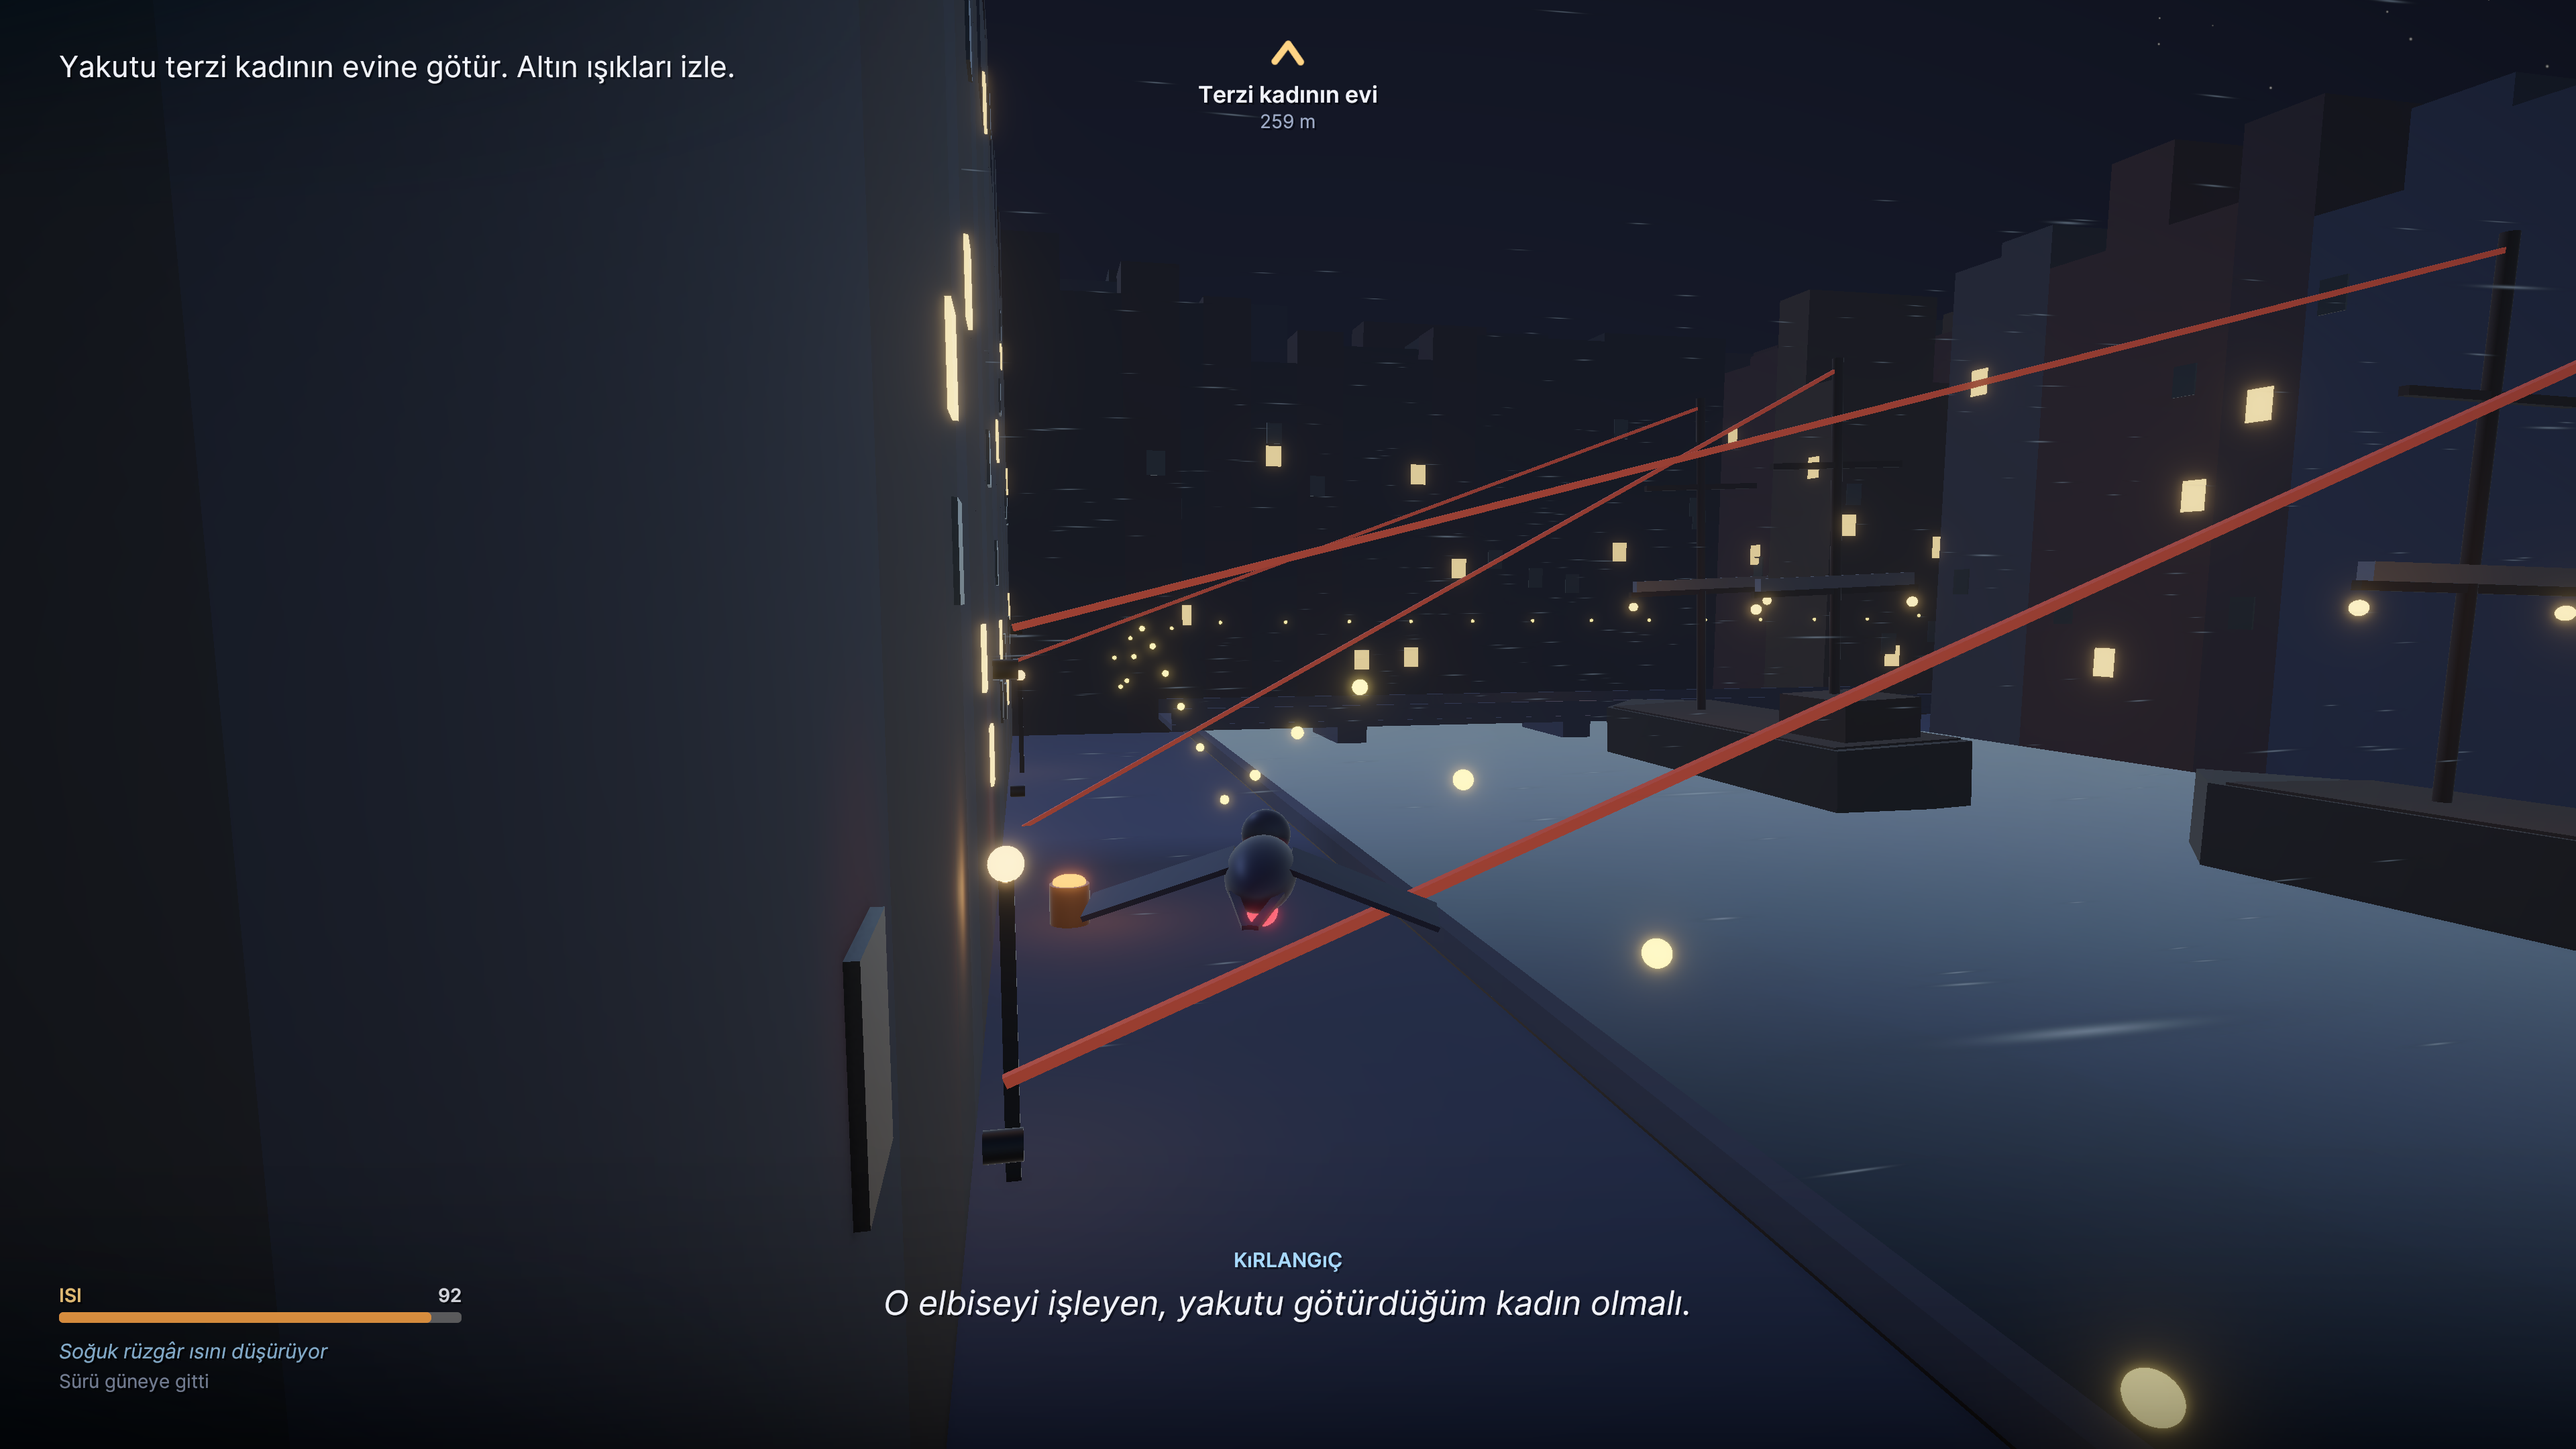 Yakutu terzi kadının evine götür. Altın ışıkları izle.
Terzi kadının evi
259 m
KıRLANGıÇ
O elbiseyi işleyen, yakutu götürdüğüm kadın olmalı.
ISI 92
Soğuk rüzgâr ısını düşürüyor
Sürü güneye gitti